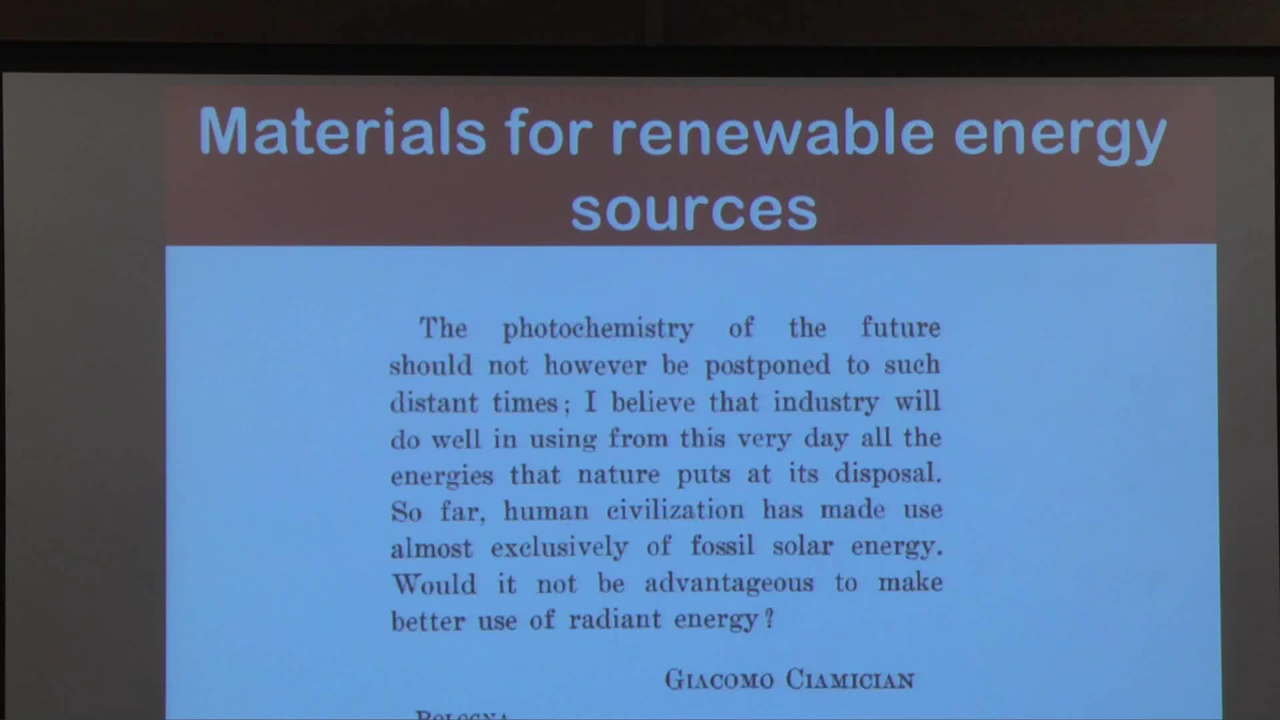 Materials for renewable energy
sources
The photochemistry of the future
should not however be postponed to such
distant times; I believe that industry will
do well in using from this very day all the
energies that nature puts at its disposal.
So far, human civilization has made use
almost exclusively of fossil solar energy.
Would it not be advantageous to make
better use of radiant energy?
GIACOMO CIAMICIAN
BOLOGNA